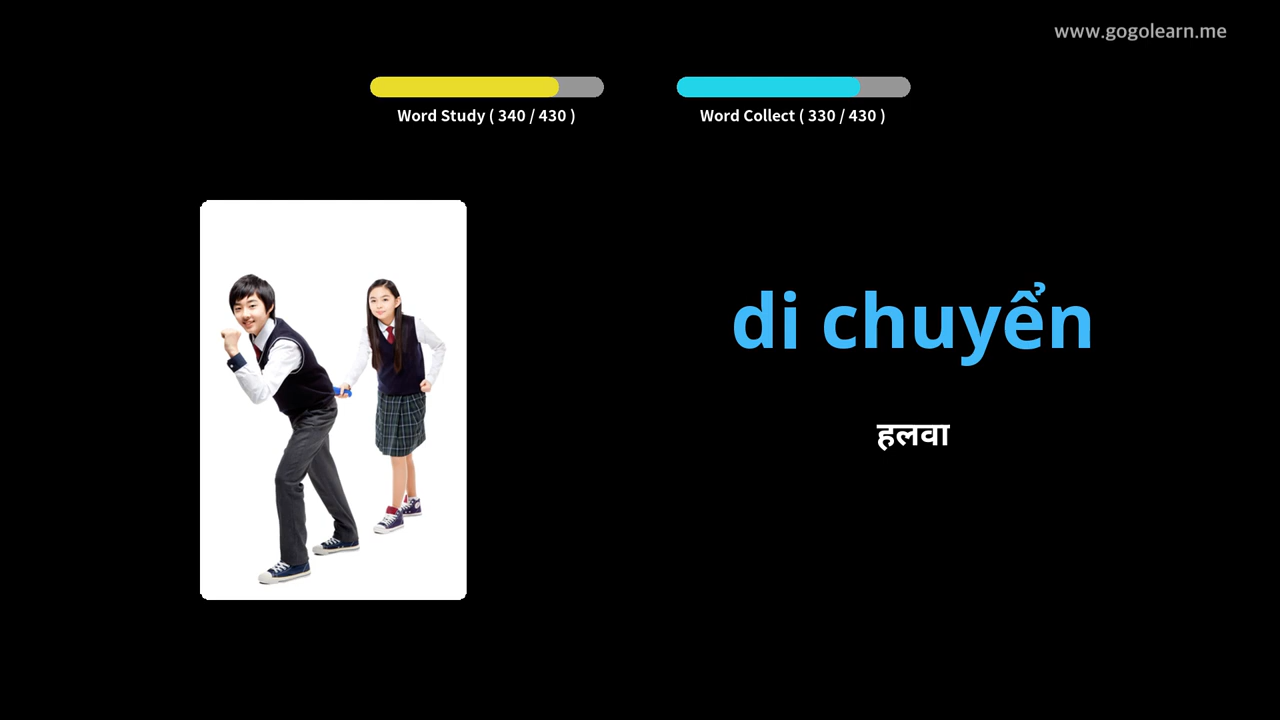 www.gogolearn.me
Word Study ( 340 / 430 )
Word Collect ( 330 / 430 )
di chuyển
हलवा